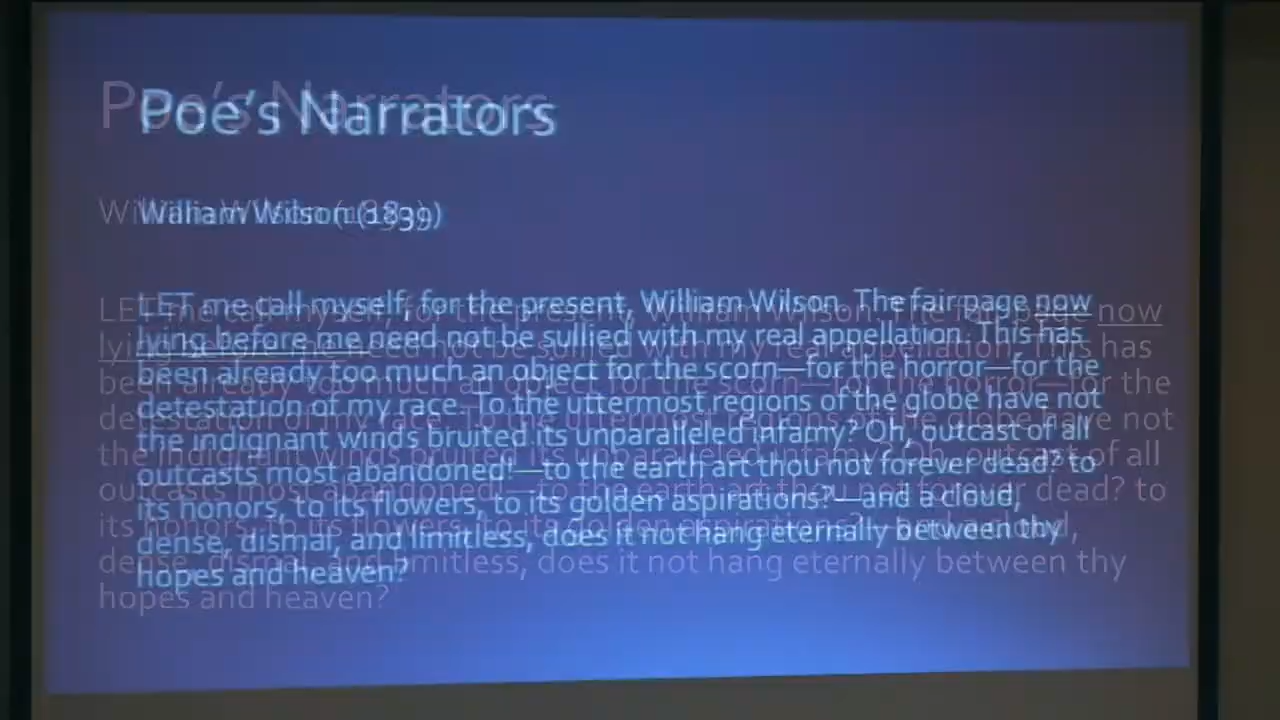 Poe's Narrators
William Wilson (1839)
LET me call myself, for the present, William Wilson. The fair page now
lying before me need not be sullied with my real appellation. This has
been already too much an object for the scorn—for the horror—for the
detestation of my race. To the uttermost regions of the globe have not
the indignant winds bruited its unparalleled infamy? Oh, outcast of all
outcasts most abandoned!—to the earth art thou not forever dead? to
its honors, to its flowers, to its golden aspirations?—and a cloud,
dense, dismal, and limitless, does it not hang eternally between thy
hopes and heaven?